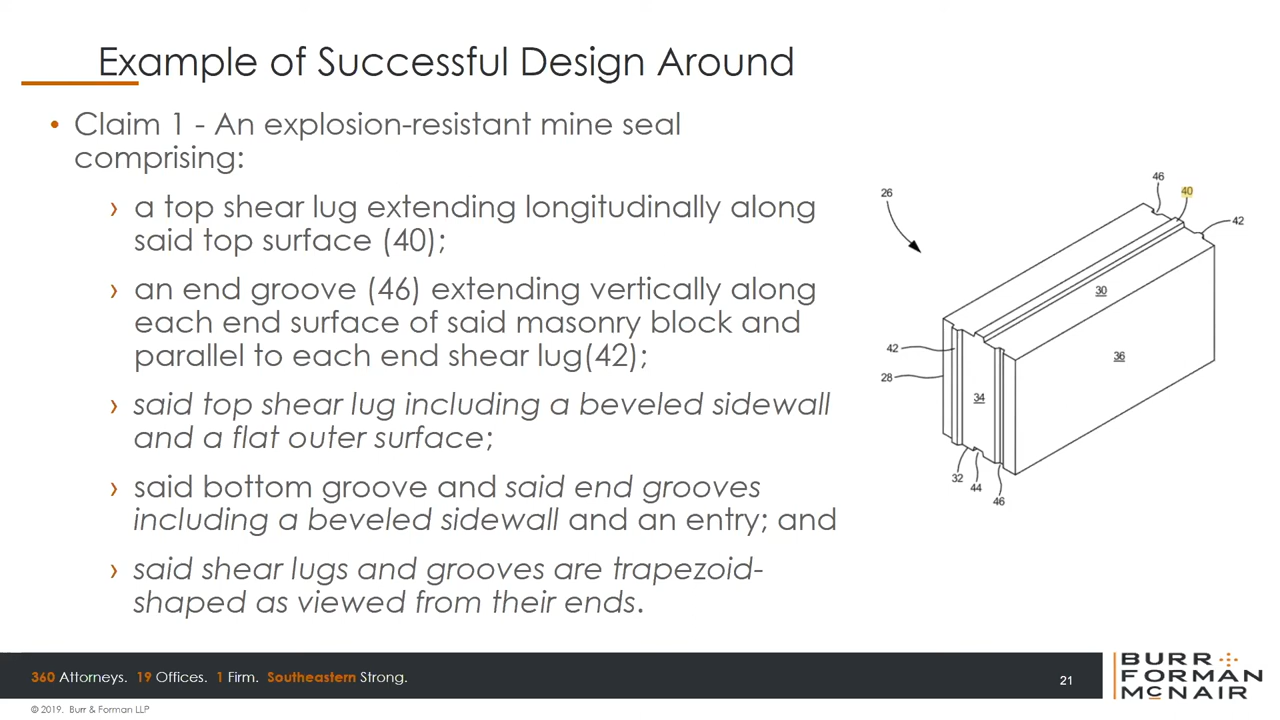 Example of Successful Design Around
• Claim 1 - An explosion-resistant mine seal
comprising:
› a top shear lug extending longitudinally along
said top surface (40);
› an end groove (46) extending vertically along
each end surface of said masonry block and
parallel to each end shear lug(42);
› said top shear lug including a beveled sidewall
and a flat outer surface;
› said bottom groove and said end grooves
including a beveled sidewall and an entry; and
› said shear lugs and grooves are trapezoid-
shaped as viewed from their ends.
46
40
26
42
30
42
36
28
34
32
44
46
360 Attorneys. 19 Offices. 1 Firm. Southeastern Strong.
21
BURR
FORMAN
MCNAIR
© 2019. Burr & Forman LLP